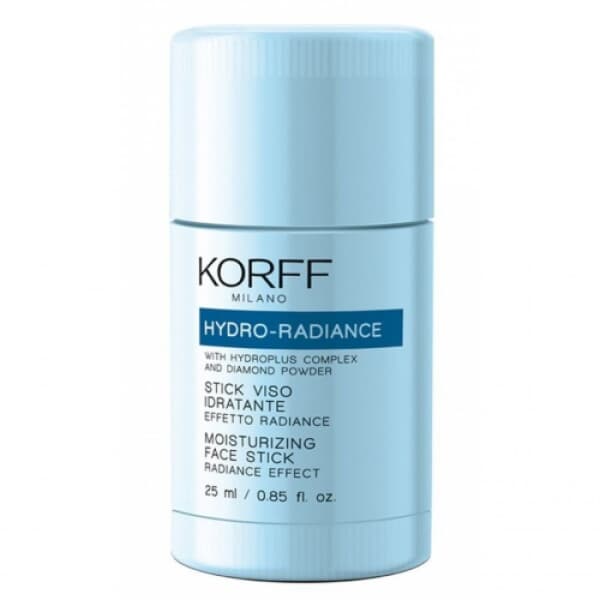 KORFF
MILANO
HYDRO-RADIANCE
WITH HYDROPLUS COMPLEX
AND DIAMOND POWDER
STICK VISO
IDRATANTE
EFFETTO RADIANCE
MOISTURIZING
FACE STICK
RADIANCE EFFECT
25 ml / 0.85 fl. oz.